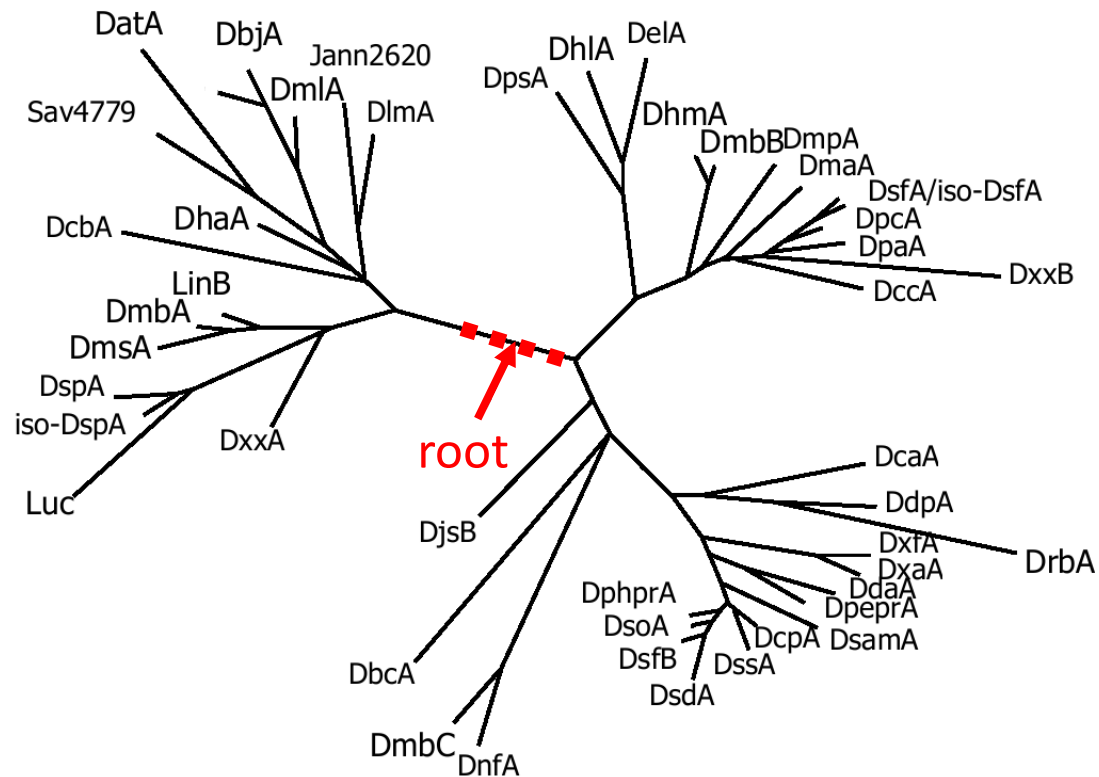 DatA
DbjA
Jann2620
DmlA
DlmA
Sav4779
DhaA
DcbA
LinB
DmbA
DmsA
DspA
iso-DspA
DxxA
Luc
root
DelA
DhlA
DpsA
DhmA
DmbB
DmpA
DmaA
DsfA/iso-DsfA
DpcA
DpaA
DxxB
DccA
DcaA
DdpA
DrbA
DxfA
DxaA
DdaA
DpeprA
DsamA
DcpA
DssA
DphprA
DsoA
DsfB
DsdA
DjsB
DbcA
DmbC
DnfA